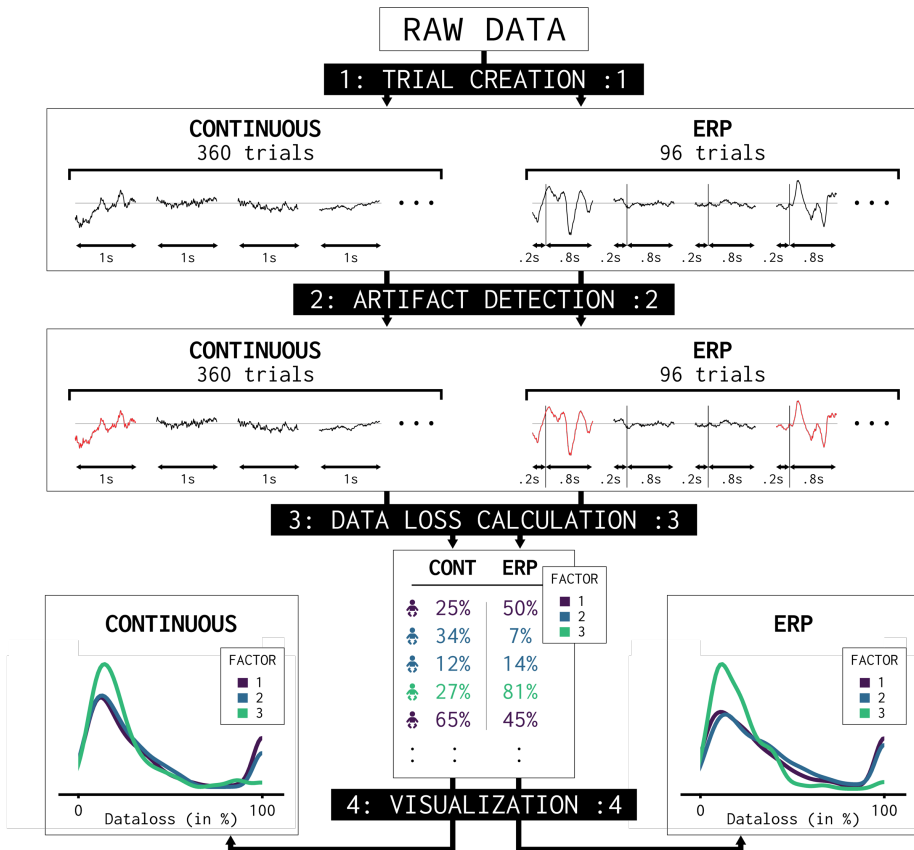 RAW DATA
1: TRIAL CREATION :1
CONTINUOUS
360 trials
1s 1s 1s 1s
ERP
96 trials
.2s .8s .2s .8s .2s .8s .2s .8s
2: ARTIFACT DETECTION :2
CONTINUOUS
360 trials
1s 1s 1s 1s
ERP
96 trials
.2s .8s .2s .8s .2s .8s .2s .8s
3: DATA LOSS CALCULATION :3
CONT ERP
25% 50%
34% 7%
12% 14%
27% 81%
65% 45%
: : :
FACTOR
1
2
3
CONTINUOUS
FACTOR
1
2
3
0 100
Dataloss (in %)
ERP
FACTOR
1
2
3
0 100
Dataloss (in %)
4: VISUALIZATION :4